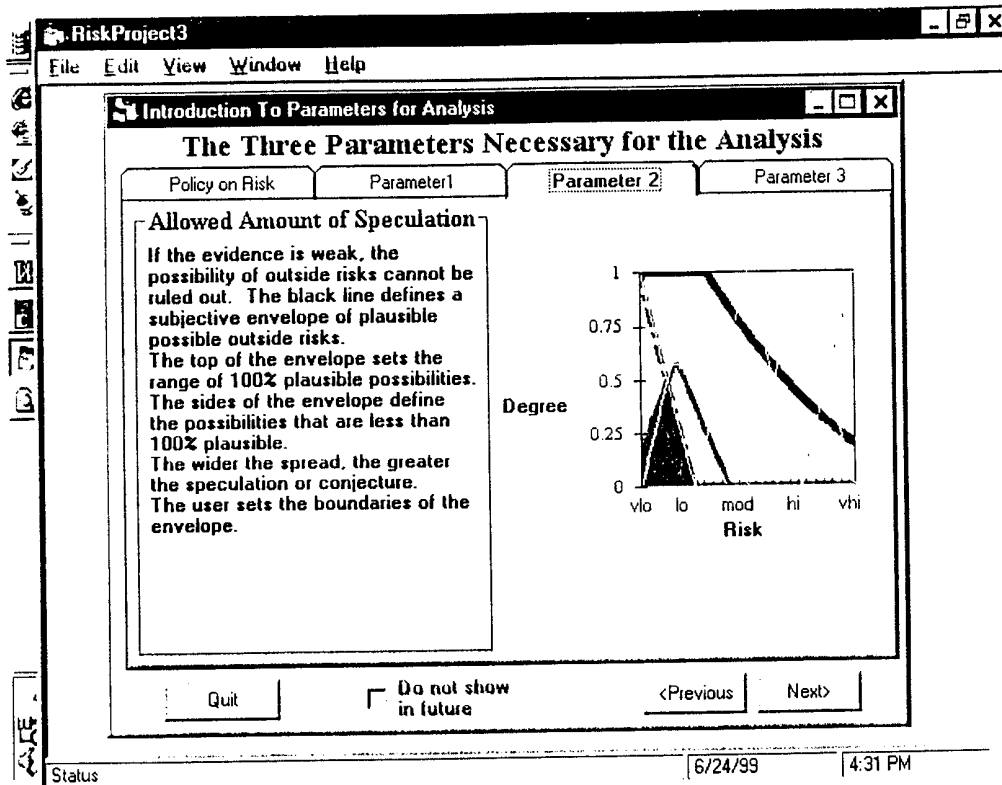 RiskProject3
File Edit View Window Help
Introduction To Parameters for Analysis
The Three Parameters Necessary for the Analysis
Policy on Risk Parameter1 Parameter 2 Parameter 3
Allowed Amount of Speculation
If the evidence is weak, the
possibility of outside risks cannot be
ruled out. The black line defines a
subjective envelope of plausible
possible outside risks.
The top of the envelope sets the
range of 100% plausible possibilities.
The sides of the envelope define
the possibilities that are less than
100% plausible.
The wider the spread, the greater
the speculation or conjecture.
The user sets the boundaries of the
envelope.
Degree
1
0.75
0.5
0.25
0
vlo lo mod hi vhi
Risk
Quit
Do not show
in future
<Previous Next>
Status 6/24/99 4:31 PM